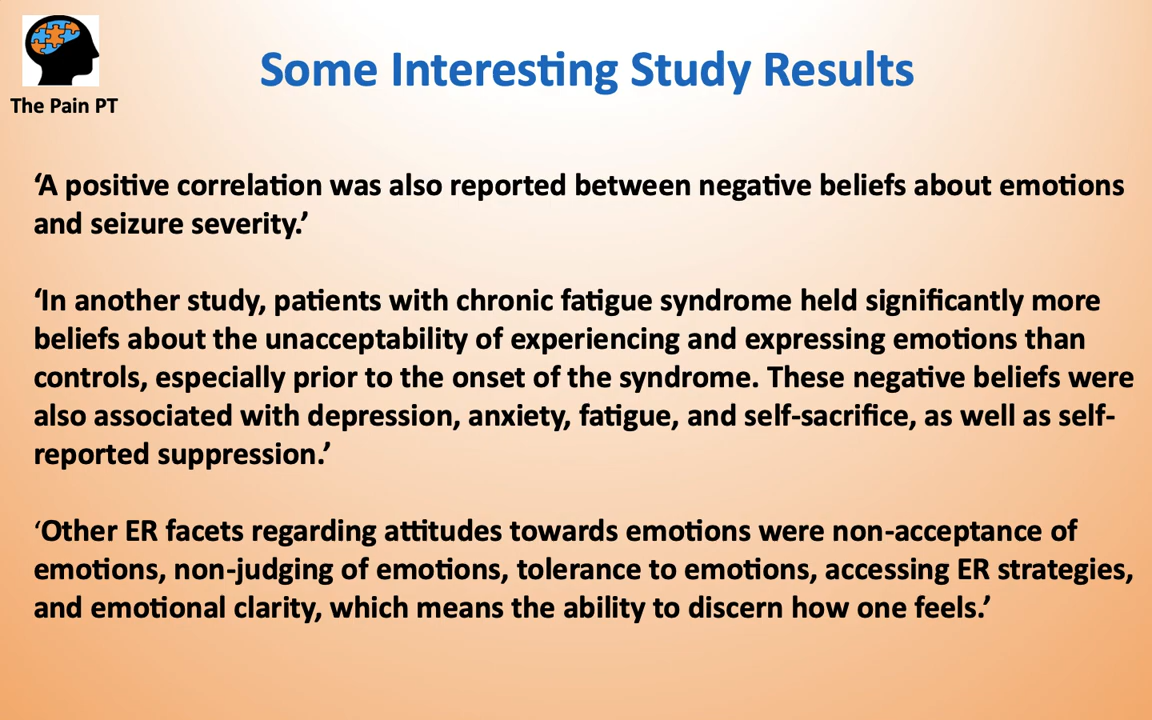 The Pain PT
Some Interesting Study Results
‘A positive correlation was also reported between negative beliefs about emotions
and seizure severity.’
‘In another study, patients with chronic fatigue syndrome held significantly more
beliefs about the unacceptability of experiencing and expressing emotions than
controls, especially prior to the onset of the syndrome. These negative beliefs were
also associated with depression, anxiety, fatigue, and self-sacrifice, as well as self-
reported suppression.’
‘Other ER facets regarding attitudes towards emotions were non-acceptance of
emotions, non-judging of emotions, tolerance to emotions, accessing ER strategies,
and emotional clarity, which means the ability to discern how one feels.’